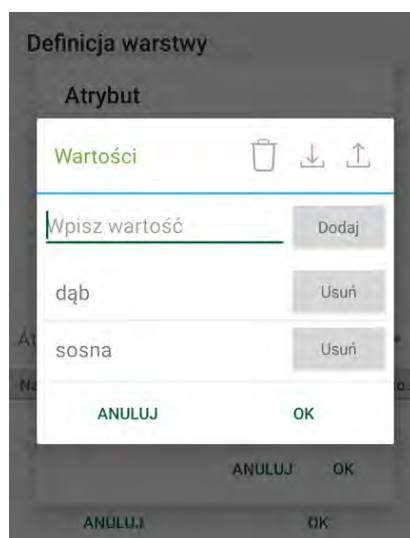 Definicja warstwy
Atrybut
Wartości
Wpisz wartość Dodaj
dąb Usuń
sosna Usuń
ANULUJ OK
ANULUJ OK
ANULUJ OK